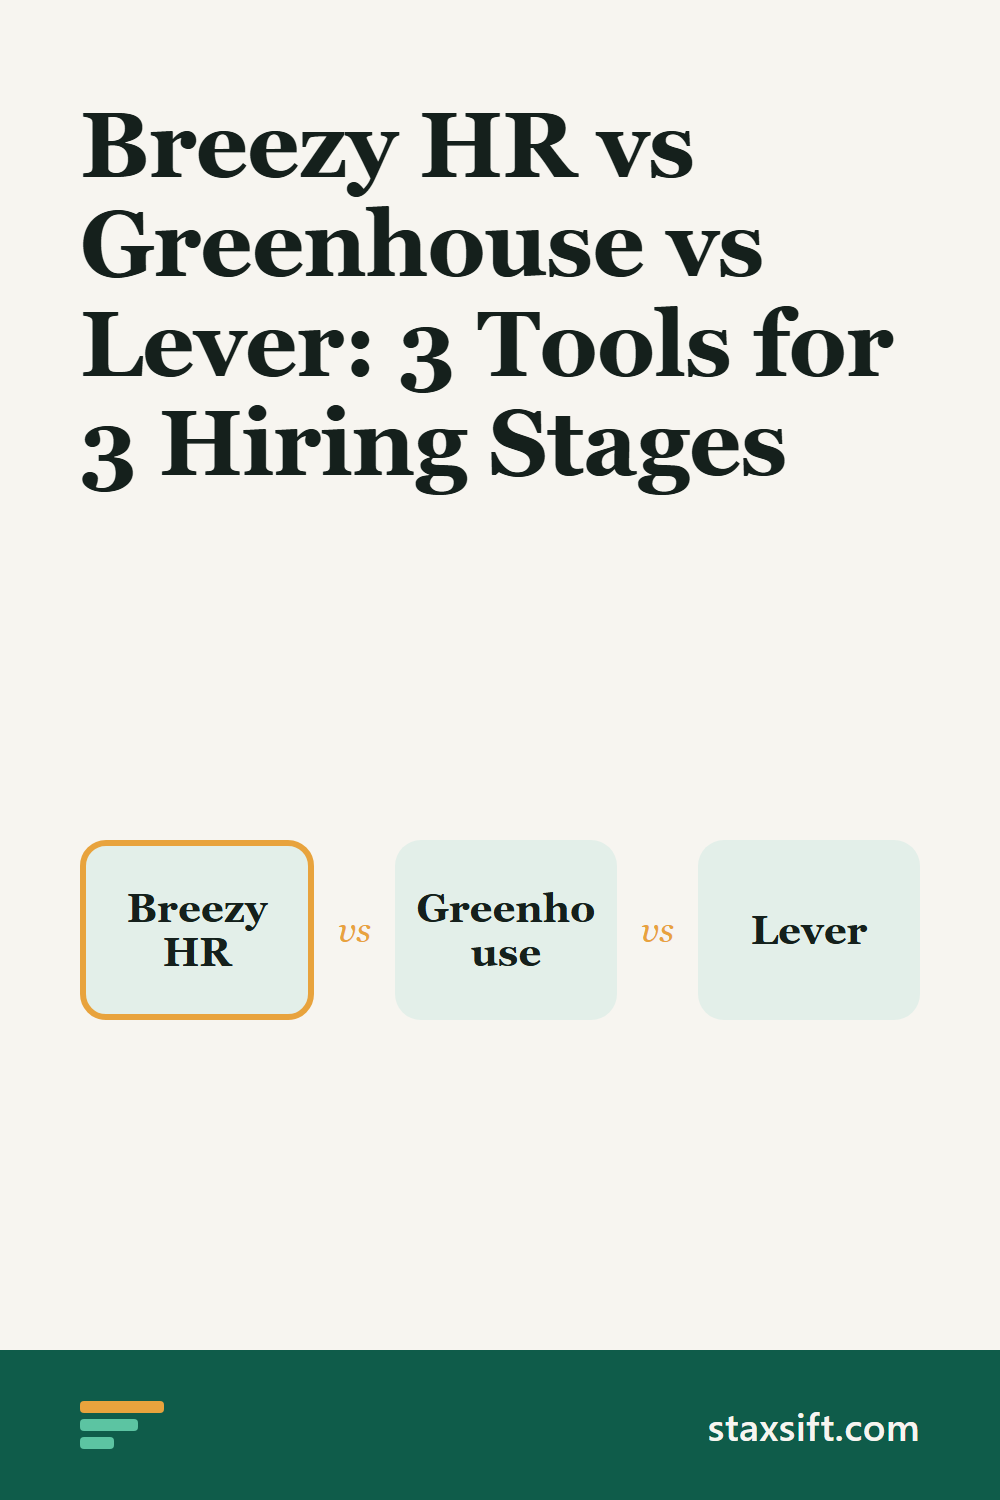 Breezy HR vs
Greenhouse vs
Lever: 3 Tools for
3 Hiring Stages
Breezy
HR
vs
Greenho
use
vs
Lever
staxsift.com